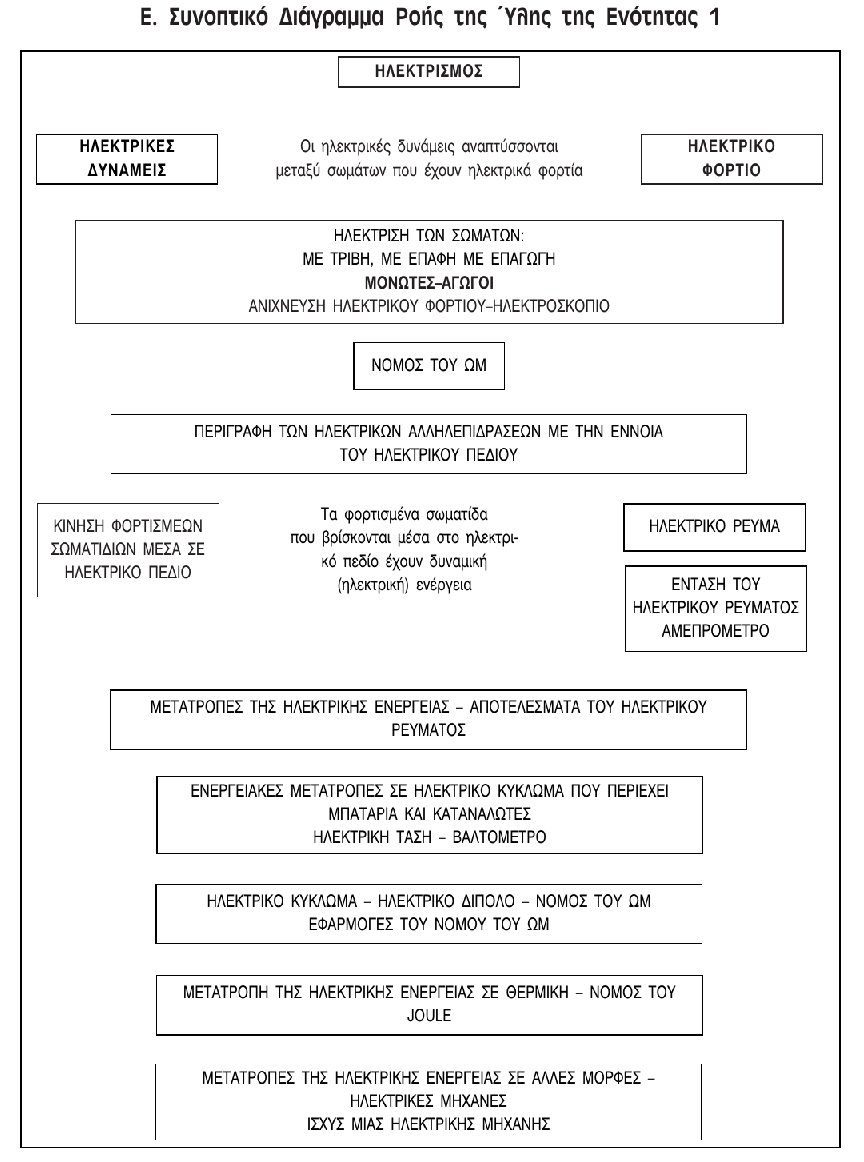 Ε. Συνοπτικό Διάγραμμα Ροής της Ύλης της Ενότητας 1
ΗΛΕΚΤΡΙΣΜΟΣ
ΗΛΕΚΤΡΙΚΕΣ
ΔΥΝΑΜΕΙΣ
Οι ηλεκτρικές δυνάμεις αναπτύσσονται
μεταξύ σωμάτων που έχουν ηλεκτρικά φορτία
ΗΛΕΚΤΡΙΚΟ
ΦΟΡΤΙΟ
ΗΛΕΚΤΡΙΣΗ ΤΩΝ ΣΩΜΑΤΩΝ:
ΜΕ ΤΡΙΒΗ, ΜΕ ΕΠΑΦΗ ΜΕ ΕΠΑΓΩΓΗ
ΜΟΝΩΤΕΣ–ΑΓΩΓΟΙ
ΑΝΙΧΝΕΥΣΗ ΗΛΕΚΤΡΙΚΟΥ ΦΟΡΤΙΟΥ–ΗΛΕΚΤΡΟΣΚΟΠΙΟ
ΝΟΜΟΣ ΤΟΥ ΩΜ
ΠΕΡΙΓΡΑΦΗ ΤΩΝ ΗΛΕΚΤΡΙΚΩΝ ΑΛΛΗΛΕΠΙΔΡΑΣΕΩΝ ΜΕ ΤΗΝ ΕΝΝΟΙΑ
ΤΟΥ ΗΛΕΚΤΡΙΚΟΥ ΠΕΔΙΟΥ
ΚΙΝΗΣΗ ΦΟΡΤΙΣΜΕΩΝ
ΣΩΜΑΤΙΔΙΩΝ ΜΕΣΑ ΣΕ
ΗΛΕΚΤΡΙΚΟ ΠΕΔΙΟ
Τα φορτισμένα σωματίδα
που βρίσκονται μέσα στο ηλεκτρι-
κό πεδίο έχουν δυναμική
(ηλεκτρική) ενέργεια
ΗΛΕΚΤΡΙΚΟ ΡΕΥΜΑ
ΕΝΤΑΣΗ ΤΟΥ
ΗΛΕΚΤΡΙΚΟΥ ΡΕΥΜΑΤΟΣ
ΑΜΕΠΡΟΜΕΤΡΟ
ΜΕΤΑΤΡΟΠΕΣ ΤΗΣ ΗΛΕΚΤΡΙΚΗΣ ΕΝΕΡΓΕΙΑΣ – ΑΠΟΤΕΛΕΣΜΑΤΑ ΤΟΥ ΗΛΕΚΤΡΙΚΟΥ
ΡΕΥΜΑΤΟΣ
ΕΝΕΡΓΕΙΑΚΕΣ ΜΕΤΑΤΡΟΠΕΣ ΣΕ ΗΛΕΚΤΡΙΚΟ ΚΥΚΛΩΜΑ ΠΟΥ ΠΕΡΙΕΧΕΙ
ΜΠΑΤΑΡΙΑ ΚΑΙ ΚΑΤΑΝΑΛΩΤΕΣ
ΗΛΕΚΤΡΙΚΗ ΤΑΣΗ – ΒΑΛΤΟΜΕΤΡΟ
ΗΛΕΚΤΡΙΚΟ ΚΥΚΛΩΜΑ – ΗΛΕΚΤΡΙΚΟ ΔΙΠΟΛΟ – ΝΟΜΟΣ ΤΟΥ ΩΜ
ΕΦΑΡΜΟΓΕΣ ΤΟΥ ΝΟΜΟΥ ΤΟΥ ΩΜ
ΜΕΤΑΤΡΟΠΗ ΤΗΣ ΗΛΕΚΤΡΙΚΗΣ ΕΝΕΡΓΕΙΑΣ ΣΕ ΘΕΡΜΙΚΗ – ΝΟΜΟΣ ΤΟΥ
JOULE
ΜΕΤΑΤΡΟΠΕΣ ΤΗΣ ΗΛΕΚΤΡΙΚΗΣ ΕΝΕΡΓΕΙΑΣ ΣΕ ΑΛΛΕΣ ΜΟΡΦΕΣ –
ΗΛΕΚΤΡΙΚΕΣ ΜΗΧΑΝΕΣ
ΙΣΧΥΣ ΜΙΑΣ ΗΛΕΚΤΡΙΚΗΣ ΜΗΧΑΝΗΣ